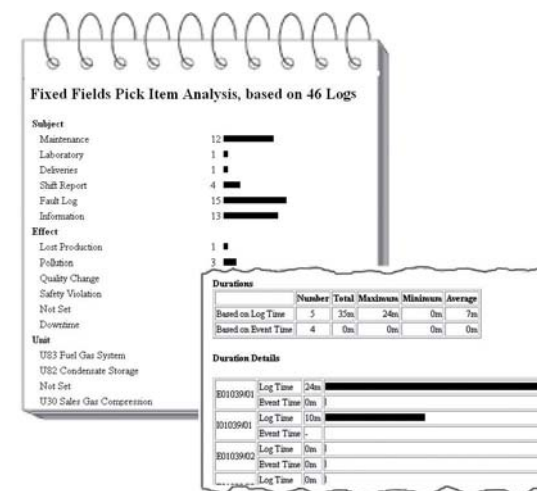 Fixed Fields Pick Item Analysis, based on 46 Logs
Subject
Maintenance 12
Laboratory 1
Deliveries 1
Shift Report 4
Fault Log 15
Information 13
Effect
Lost Production 1
Pollution 3
Quality Change
Safety Violation
Not Set
Downtime
Unit
U83 Fuel Gas System
U82 Condensate Storage
Not Set
U30 Sales Gas Compression
Durations
Number Total Maximum Minimum Average
Based on Log Time 5 35m 24m 0m 7m
Based on Event Time 4 0m 0m 0m 0m
Duration Details
E01039/01 Log Time 24m
Event Time 0m
I01039/01 Log Time 10m
Event Time -
E01039/02 Log Time 0m
Event Time 0m
Log Time 0m